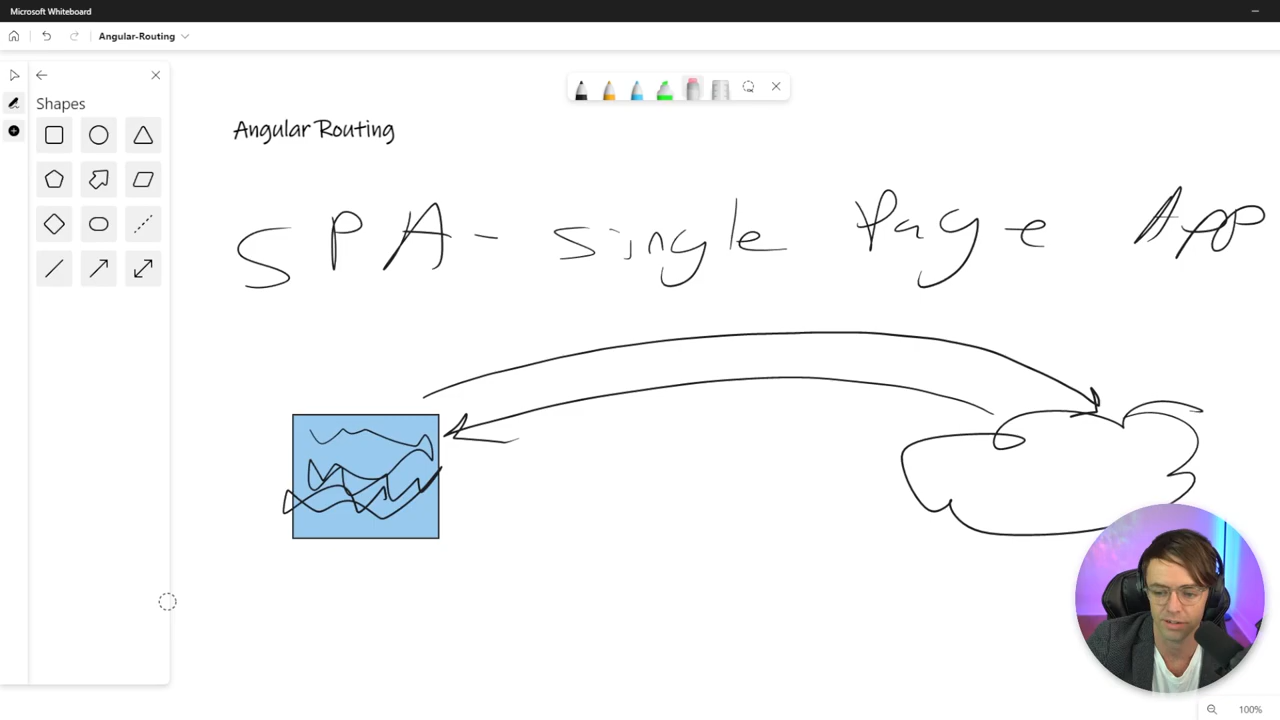 Microsoft Whiteboard
Angular-Routing
Shapes
Angular Routing
SPA - Single Page App
100%